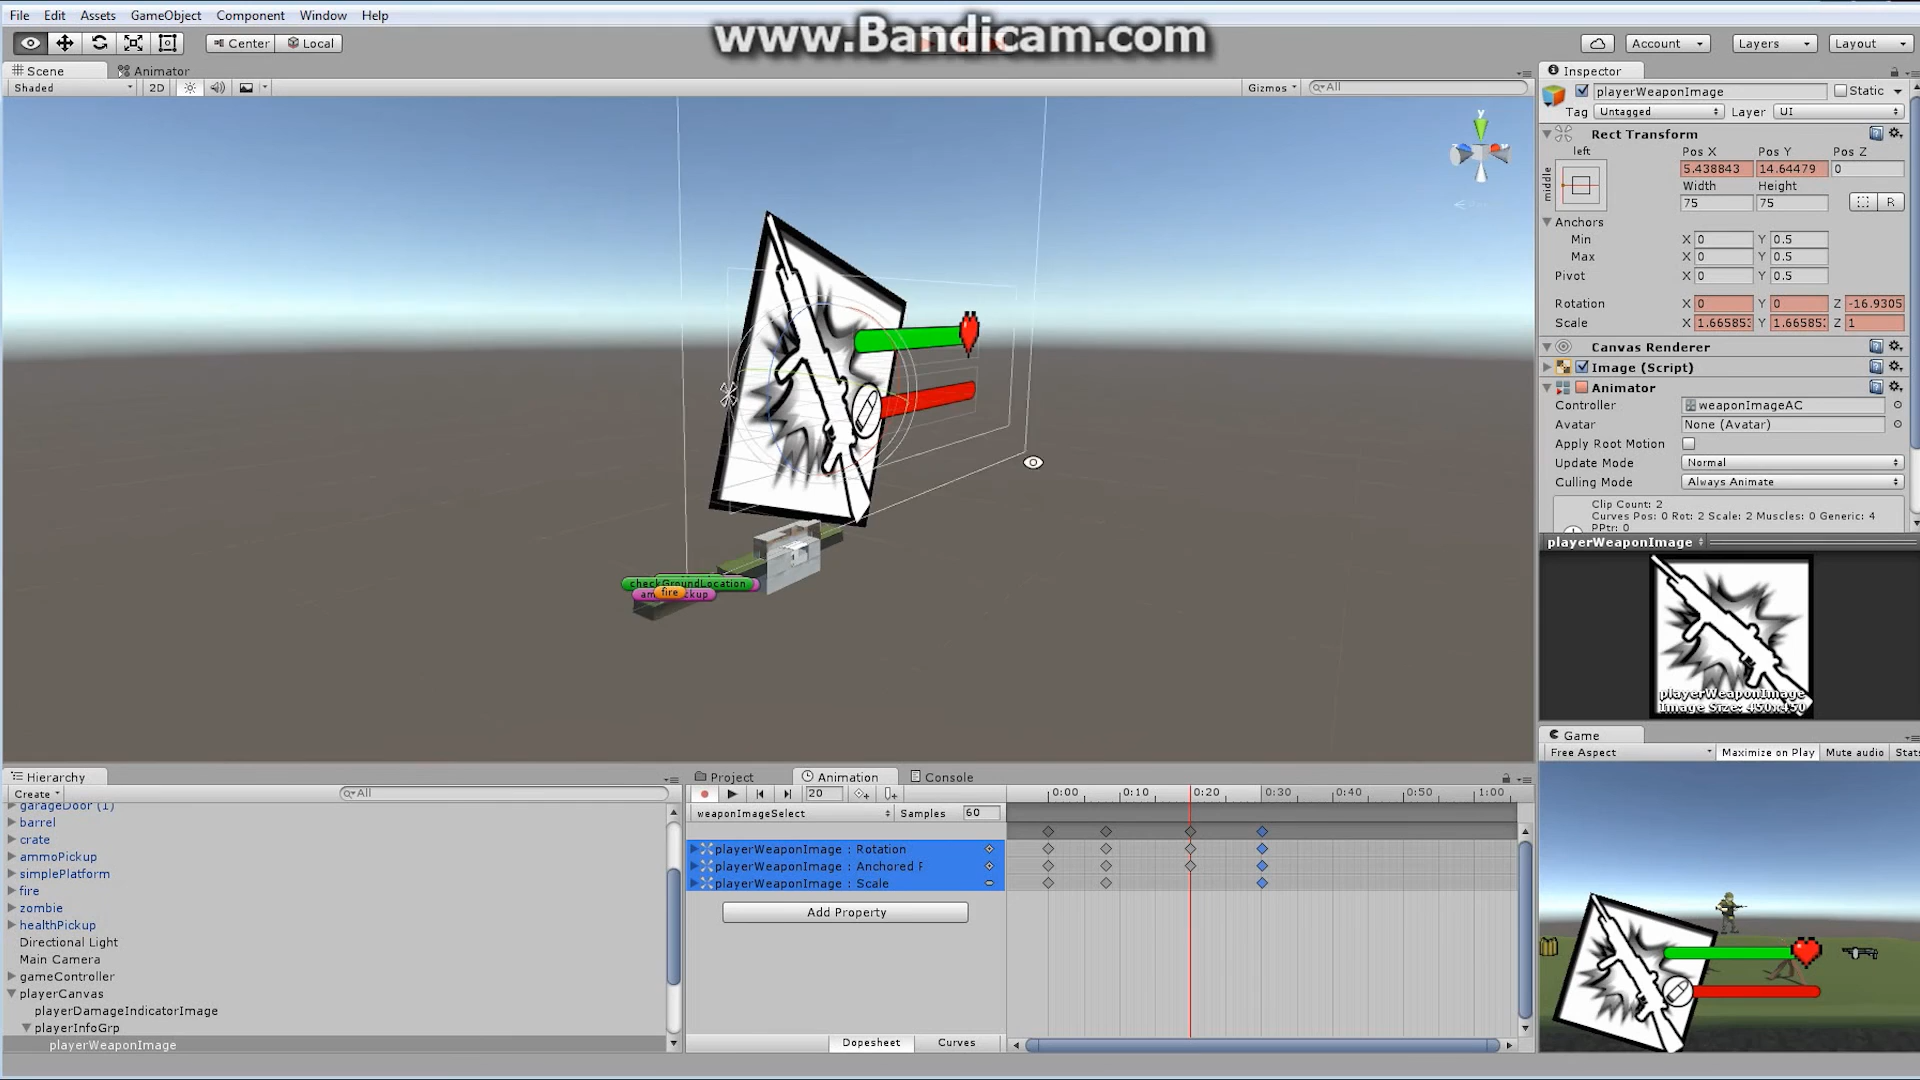 File Edit Assets GameObject Component Window Help
www.Bandicam.com
Center Local
Account Layers Layout
Scene Animator
Shaded 2D Gizmos All
Inspector
playerWeaponImage Static
Tag Untagged Layer UI
Rect Transform
left
middle
Pos X Pos Y Pos Z
5.438843 14.64479 0
Width Height
75 75 R
Anchors
Min X 0 Y 0.5
Max X 0 Y 0.5
Pivot X 0 Y 0.5
Rotation X 0 Y 0 Z -16.9305
Scale X 1.66585 Y 1.66585 Z 1
Canvas Renderer
Image (Script)
Animator
Controller weaponImageAC
Avatar None (Avatar)
Apply Root Motion
Update Mode Normal
Culling Mode Always Animate
Clip Count: 2
Curves Pos: 0 Rot: 2 Scale: 2 Muscles: 0 Generic: 4
PPtr: 0
playerWeaponImage
playerWeaponImage
Image Size: 450x450
y
checkGroundLocation
fire
Game
Free Aspect Maximize on Play Mute audio Stats
Hierarchy
Create All
garageDoor (1)
barrel
crate
ammoPickup
simplePlatform
fire
zombie
healthPickup
Directional Light
Main Camera
gameController
playerCanvas
playerDamageIndicatorImage
playerInfoGrp
playerWeaponImage
Project Animation Console
20 0:00 0:10 0:20 0:30 0:40 0:50 1:00
weaponImageSelect Samples 60
playerWeaponImage : Rotation
playerWeaponImage : Anchored P
playerWeaponImage : Scale
Add Property
Dopesheet Curves